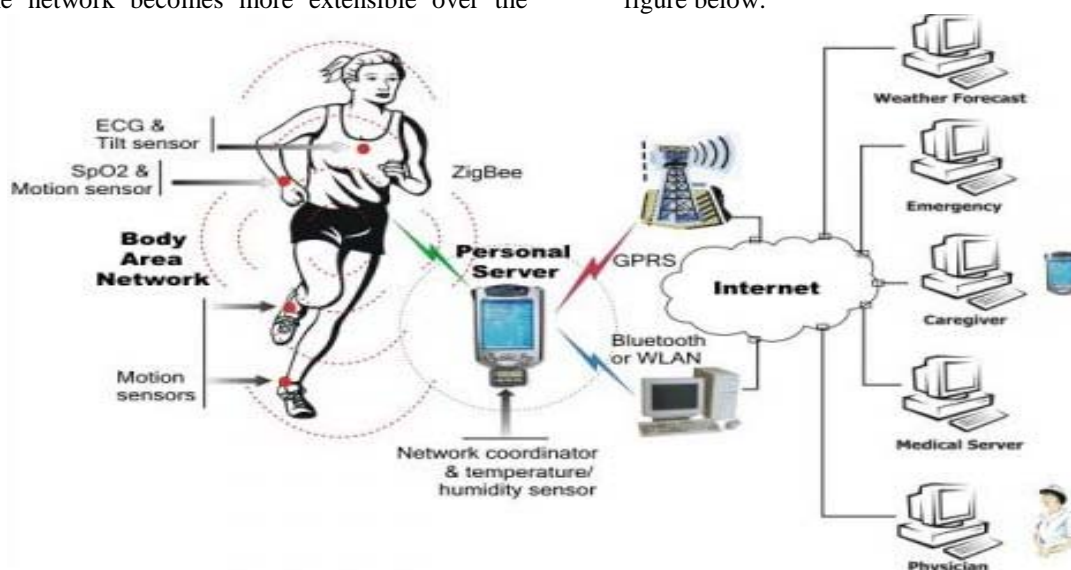 e network becomes more extensible over the
figure below.
ECG &
Tilt sensor
SpO2 &
Motion sensor
ZigBee
Body
Area
Network
Motion
sensors
Personal
Server
Network coordinator
& temperature/
humidity sensor
GPRS
Bluetooth
or WLAN
Internet
Weather Forecast
Emergency
Caregiver
Medical Server
Physician